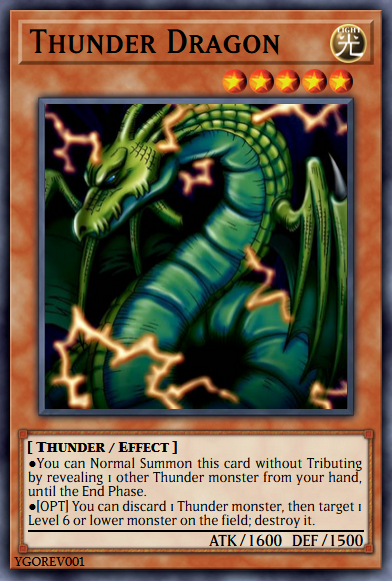 THUNDER DRAGON
LIGHT
光
[ THUNDER / EFFECT ]
●You can Normal Summon this card without Tributing
by revealing 1 other Thunder monster from your hand,
until the End Phase.
●[OPT] You can discard 1 Thunder monster, then target 1
Level 6 or lower monster on the field; destroy it.
ATK / 1600 DEF / 1500
YGOREV001